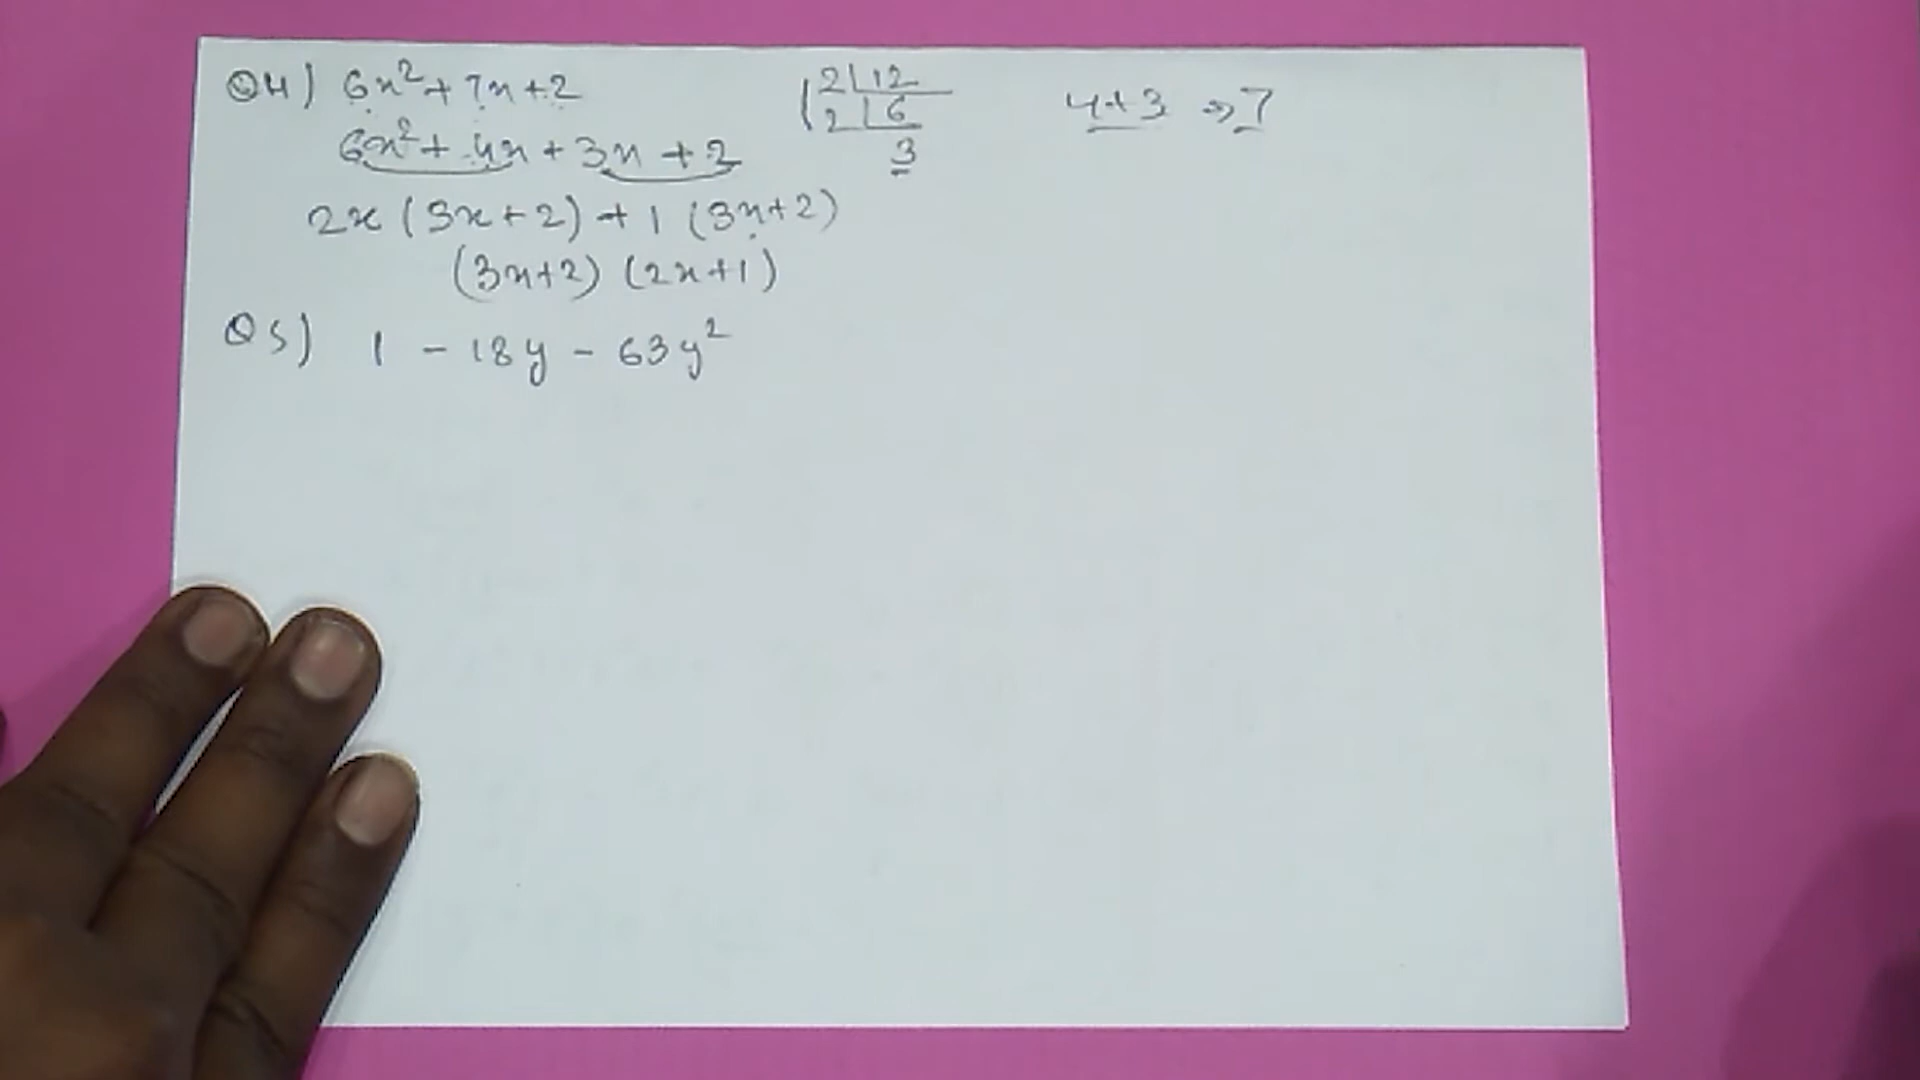 Q4) 6x² + 7x + 2
6x² + 4x + 3x + 2
2x (3x + 2) + 1 (3x + 2)
(3x+2) (2x+1)
2 | 12
2 | 6
3
4+3 => 7
Q5) 1 - 18y - 63y²